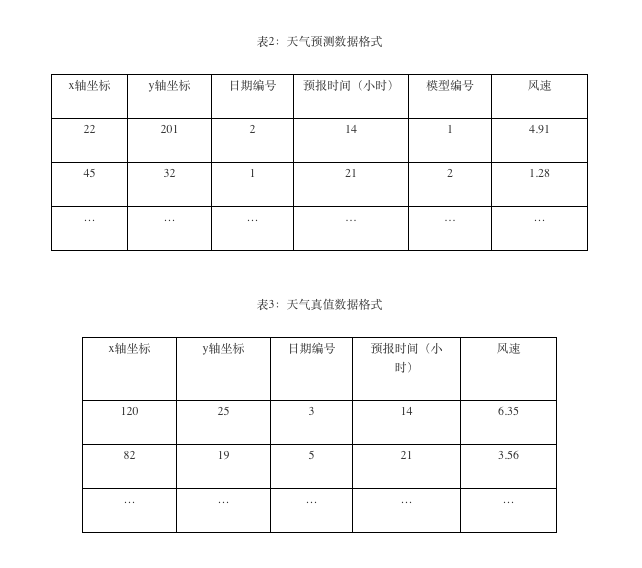 表2：天气预测数据格式
x轴坐标 y轴坐标 日期编号 预报时间（小时） 模型编号 风速
22 201 2 14 1 4.91
45 32 1 21 2 1.28
… … … … … …
表3：天气真值数据格式
x轴坐标 y轴坐标 日期编号 预报时间（小 风速
时）
120 25 3 14 6.35
82 19 5 21 3.56
… … … … …